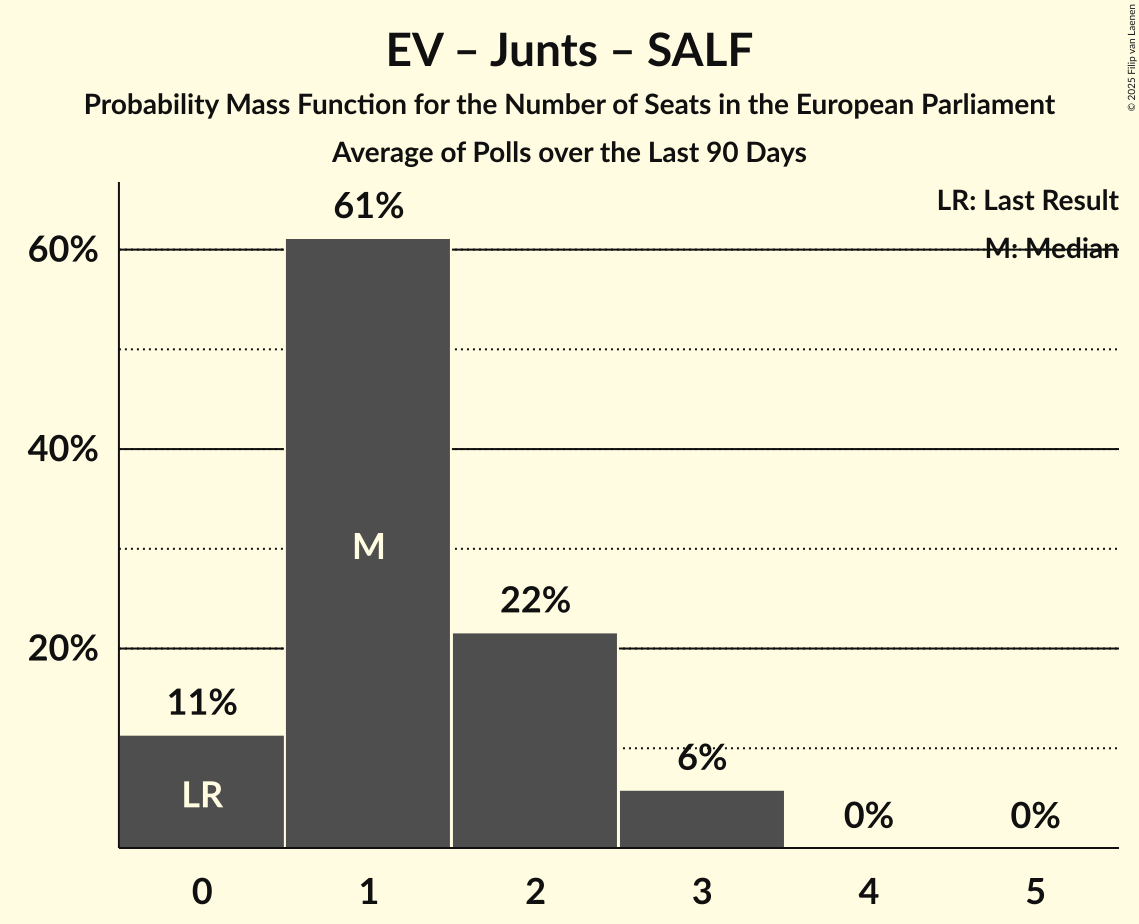 EV – Junts – SALF
Probability Mass Function for the Number of Seats in the European Parliament
Average of Polls over the Last 90 Days
© 2025 Filip van Laenen
LR: Last Result
M: Median
61%
60%
40%
M
22%
20%
11%
6%
LR
0%
0%
0
1
2
3
4
5